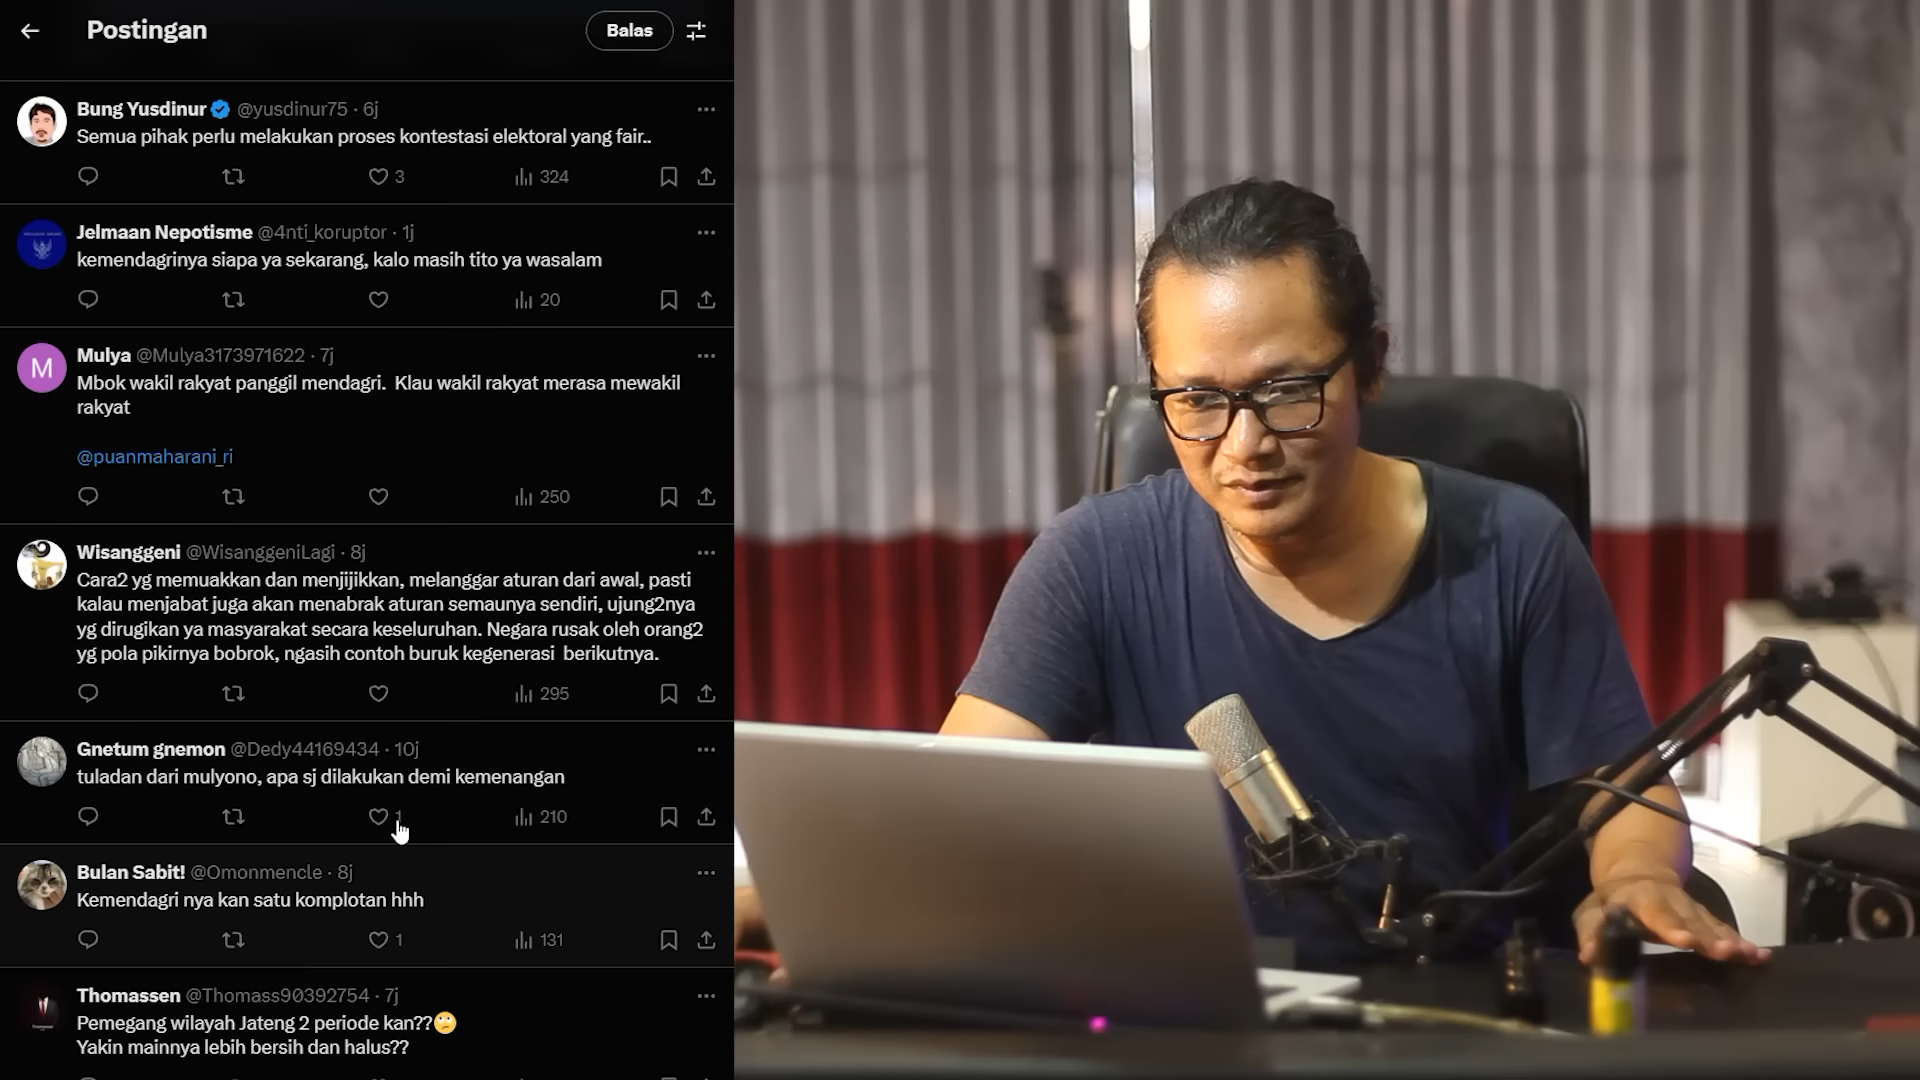 Postingan
Balas
Bung Yusdinur @yusdinur75 · 6j
Semua pihak perlu melakukan proses kontestasi elektoral yang fair..
3 324
Jelmaan Nepotisme @4nti_koruptor · 1j
kemendagrinya siapa ya sekarang, kalo masih tito ya wasalam
20
M
Mulya @Mulya3173971622 · 7j
Mbok wakil rakyat panggil mendagri. Klau wakil rakyat merasa mewakil
rakyat
@puanmaharani_ri
250
Wisanggeni @WisanggeniLagi · 8j
Cara2 yg memuakkan dan menjijikkan, melanggar aturan dari awal, pasti
kalau menjabat juga akan menabrak aturan semaunya sendiri, ujung2nya
yg dirugikan ya masyarakat secara keseluruhan. Negara rusak oleh orang2
yg pola pikirnya bobrok, ngasih contoh buruk kegenerasi berikutnya.
295
Gnetum gnemon @Dedy44169434 · 10j
tuladan dari mulyono, apa sj dilakukan demi kemenangan
1 210
Bulan Sabit! @Omonmencle · 8j
Kemendagri nya kan satu komplotan hhh
1 131
Thomassen @Thomass90392754 · 7j
Pemegang wilayah Jateng 2 periode kan??🙄
Yakin mainnya lebih bersih dan halus??